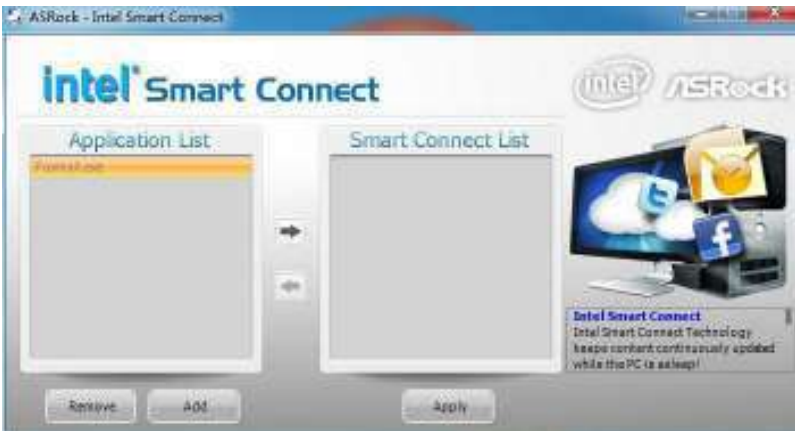 ASRock - Intel Smart Connect
intel Smart Connect
intel ASRock
Application List
Smart Connect List
Intel Smart Connect
Intel Smart Connect Technology
keeps content continuously updated
while the PC is asleep!
Remove
Add
Apply